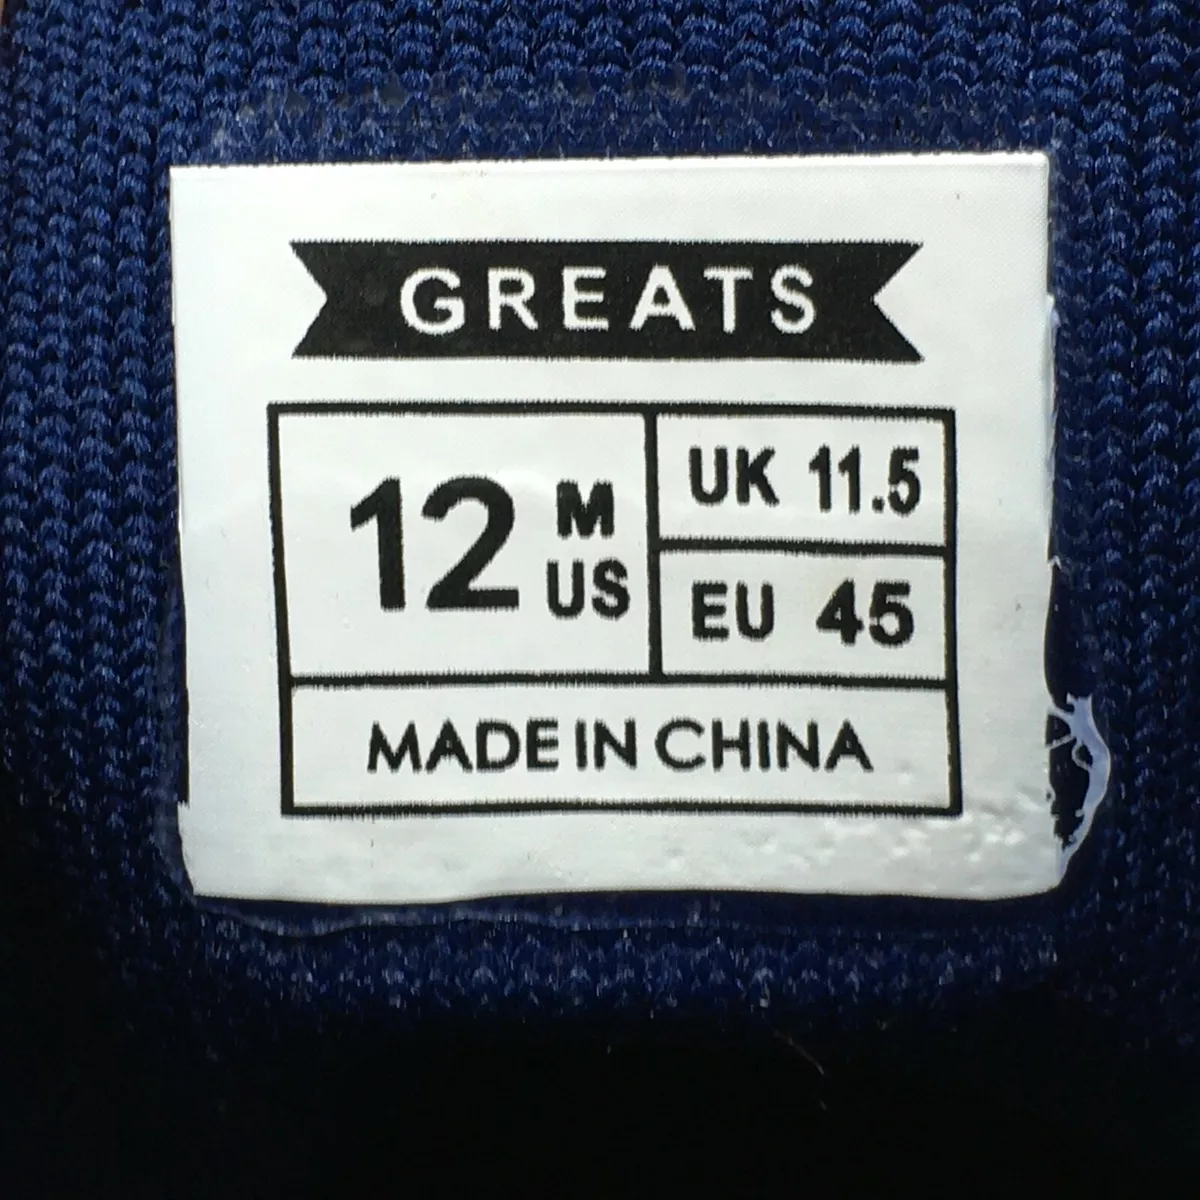 GREATS
12 M US
UK 11.5
EU 45
MADE IN CHINA